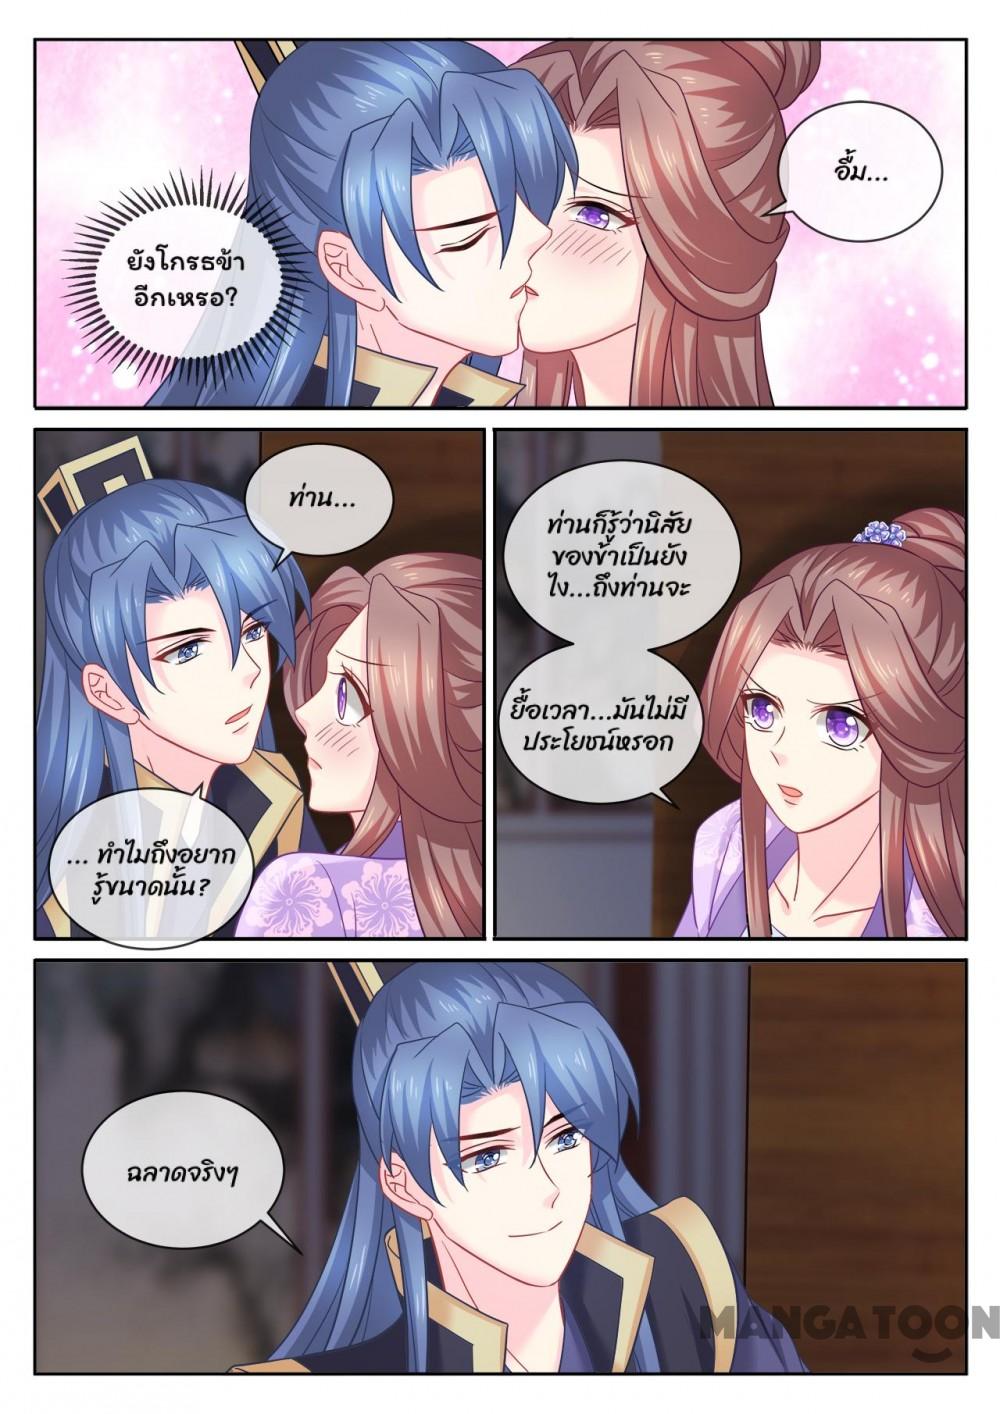 อื้ม...
ยังโกรธข้า
อีกเหรอ?
ท่าน...
... ทำไมถึงอยาก
รู้ขนาดนั้น?
ท่านก็รู้ว่านิสัย
ของข้าเป็นยัง
ไง...ถึงท่านจะ
ยื้อเวลา...มันไม่มี
ประโยชน์หรอก
ฉลาดจริงๆ
MANGATOON